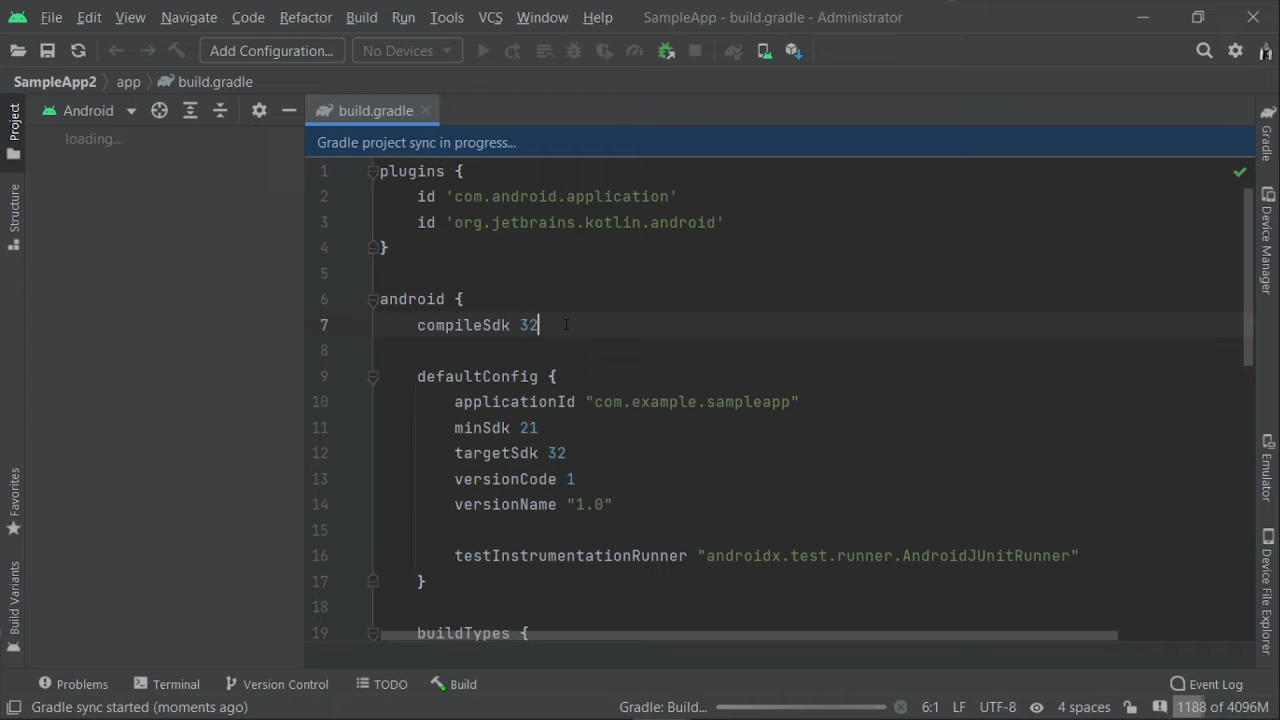 File Edit View Navigate Code Refactor Build Run Tools VCS Window Help SampleApp - build.gradle - Administrator
Add Configuration... No Devices
SampleApp2 app build.gradle
Project
Android
build.gradle
loading...
Gradle project sync in progress...
1 plugins {
2 id 'com.android.application'
3 id 'org.jetbrains.kotlin.android'
4 }
5
6 android {
7 compileSdk 32
8
9 defaultConfig {
10 applicationId "com.example.sampleapp"
11 minSdk 21
12 targetSdk 32
13 versionCode 1
14 versionName "1.0"
15
16 testInstrumentationRunner "androidx.test.runner.AndroidJUnitRunner"
17 }
18
19 buildTypes {
Structure
Favorites
Build Variants
Gradle
Device Manager
Emulator
Device File Explorer
Problems Terminal Version Control TODO Build Event Log
Gradle sync started (moments ago) Gradle: Build... 6:1 LF UTF-8 4 spaces 1188 of 4096M